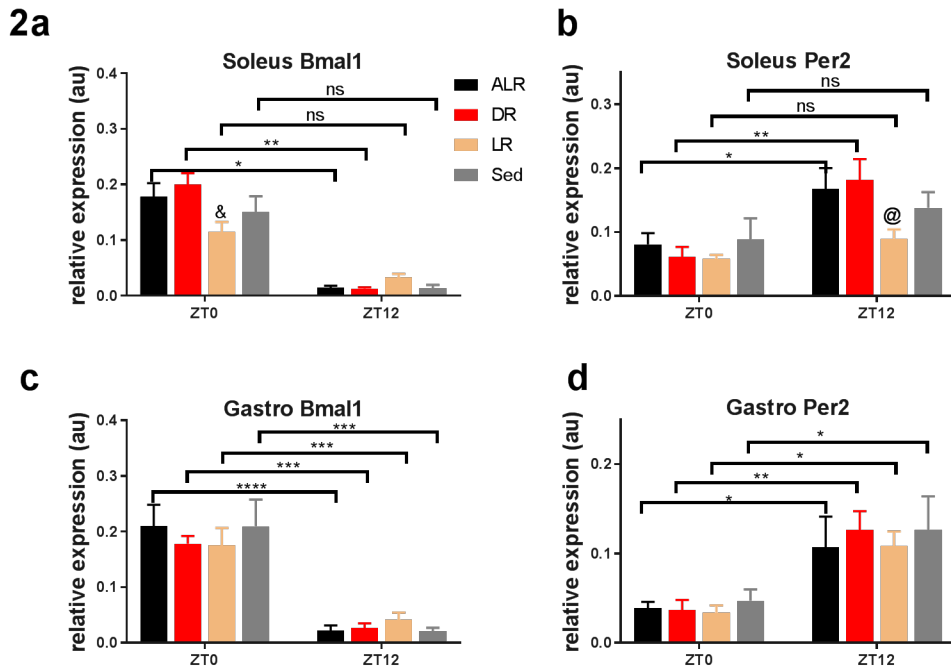 2a
Soleus Bmal1
relative expression (au)
0.4
0.3
0.2
0.1
0.0
ns
ns
**
*
&
ZT0
ZT12
ALR
DR
LR
Sed
b
Soleus Per2
relative expression (au)
0.3
0.2
0.1
0.0
ns
ns
**
*
@
ZT0
ZT12
c
Gastro Bmal1
relative expression (au)
0.4
0.3
0.2
0.1
0.0
***
***
***
****
ZT0
ZT12
d
Gastro Per2
relative expression (au)
0.2
0.1
0.0
*
*
**
*
ZT0
ZT12